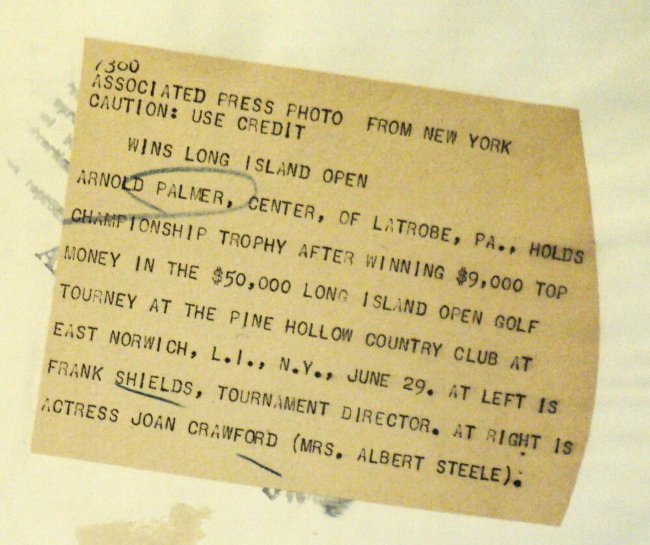 7300
ASSOCIATED PRESS PHOTO FROM NEW YORK
CAUTION: USE CREDIT
WINS LONG ISLAND OPEN
ARNOLD PALMER, CENTER, OF LATROBE, PA., HOLDS
CHAMPIONSHIP TROPHY AFTER WINNING $9,000 TOP
MONEY IN THE $50,000 LONG ISLAND OPEN GOLF
TOURNEY AT THE PINE HOLLOW COUNTRY CLUB AT
EAST NORWICH, L.I., N.Y., JUNE 29. AT LEFT IS
FRANK SHIELDS, TOURNAMENT DIRECTOR. AT RIGHT IS
ACTRESS JOAN CRAWFORD (MRS. ALBERT STEELE).